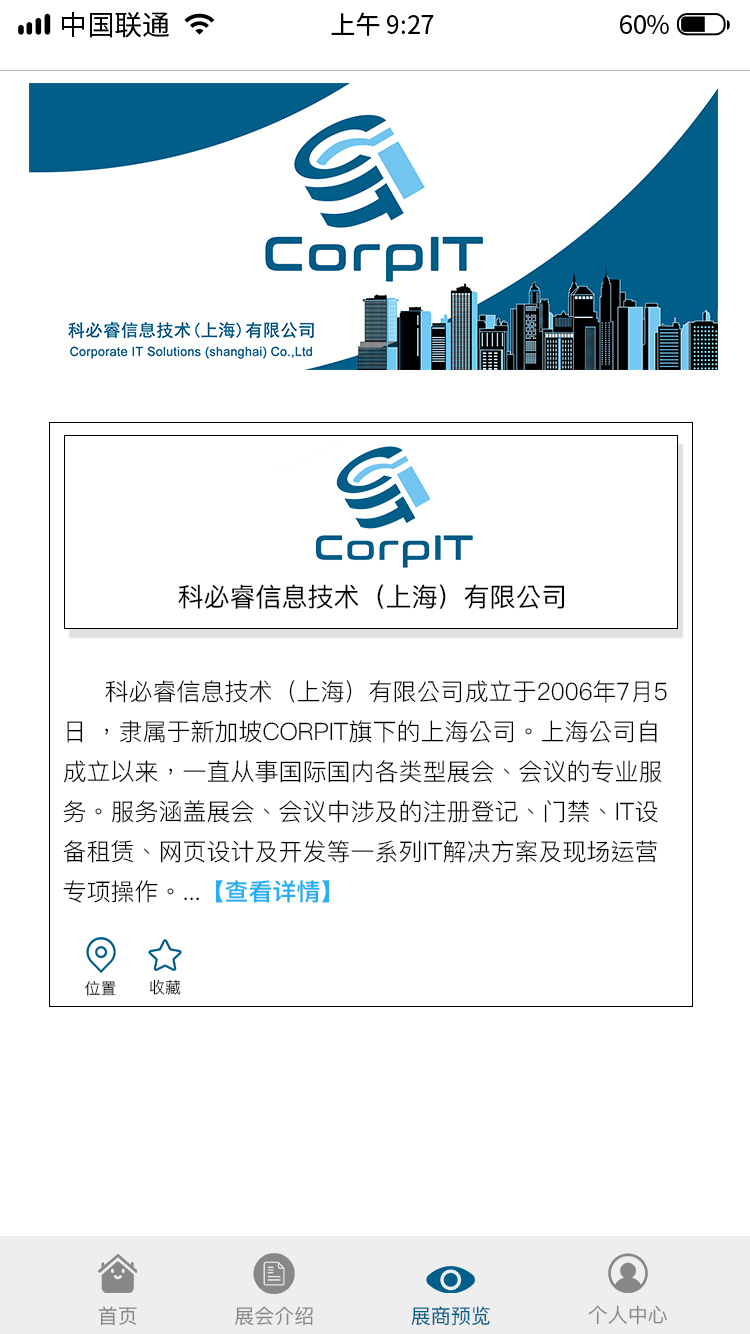 中国联通
上午 9:27
60%
CorpIT
科必睿信息技术(上海)有限公司
Corporate IT Solutions (shanghai) Co.,Ltd
CorpIT
科必睿信息技术（上海）有限公司
科必睿信息技术（上海）有限公司成立于2006年7月5
日 ，隶属于新加坡CORPIT旗下的上海公司。上海公司自
成立以来，一直从事国际国内各类型展会、会议的专业服
务。服务涵盖展会、会议中涉及的注册登记、门禁、IT设
备租赁、网页设计及开发等一系列IT解决方案及现场运营
专项操作。...【查看详情】
位置
收藏
首页
展会介绍
展商预览
个人中心